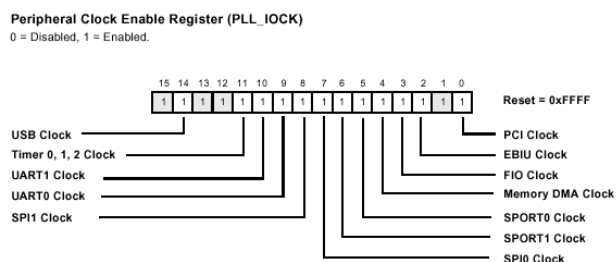 Peripheral Clock Enable Register (PLL_IOCK)
0 = Disabled, 1 = Enabled.
15 14 13 12 11 10 9 8 7 6 5 4 3 2 1 0
1 1 1 1 1 1 1 1 1 1 1 1 1 1 1 1 Reset = 0xFFFF
USB Clock PCI Clock
Timer 0, 1, 2 Clock EBIU Clock
UART1 Clock FIO Clock
UART0 Clock Memory DMA Clock
SPI1 Clock SPORT0 Clock
SPORT1 Clock
SPI0 Clock